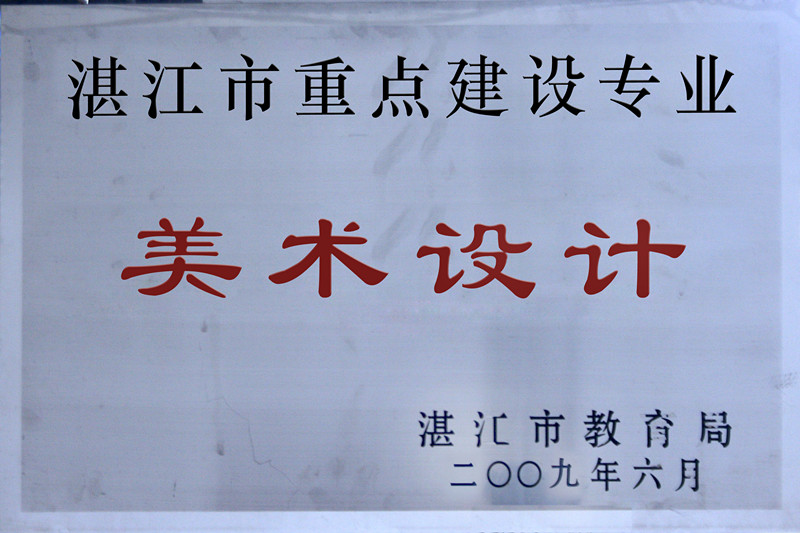 湛江市重点建设专业
美术设计
湛江市教育局
二〇〇九年六月